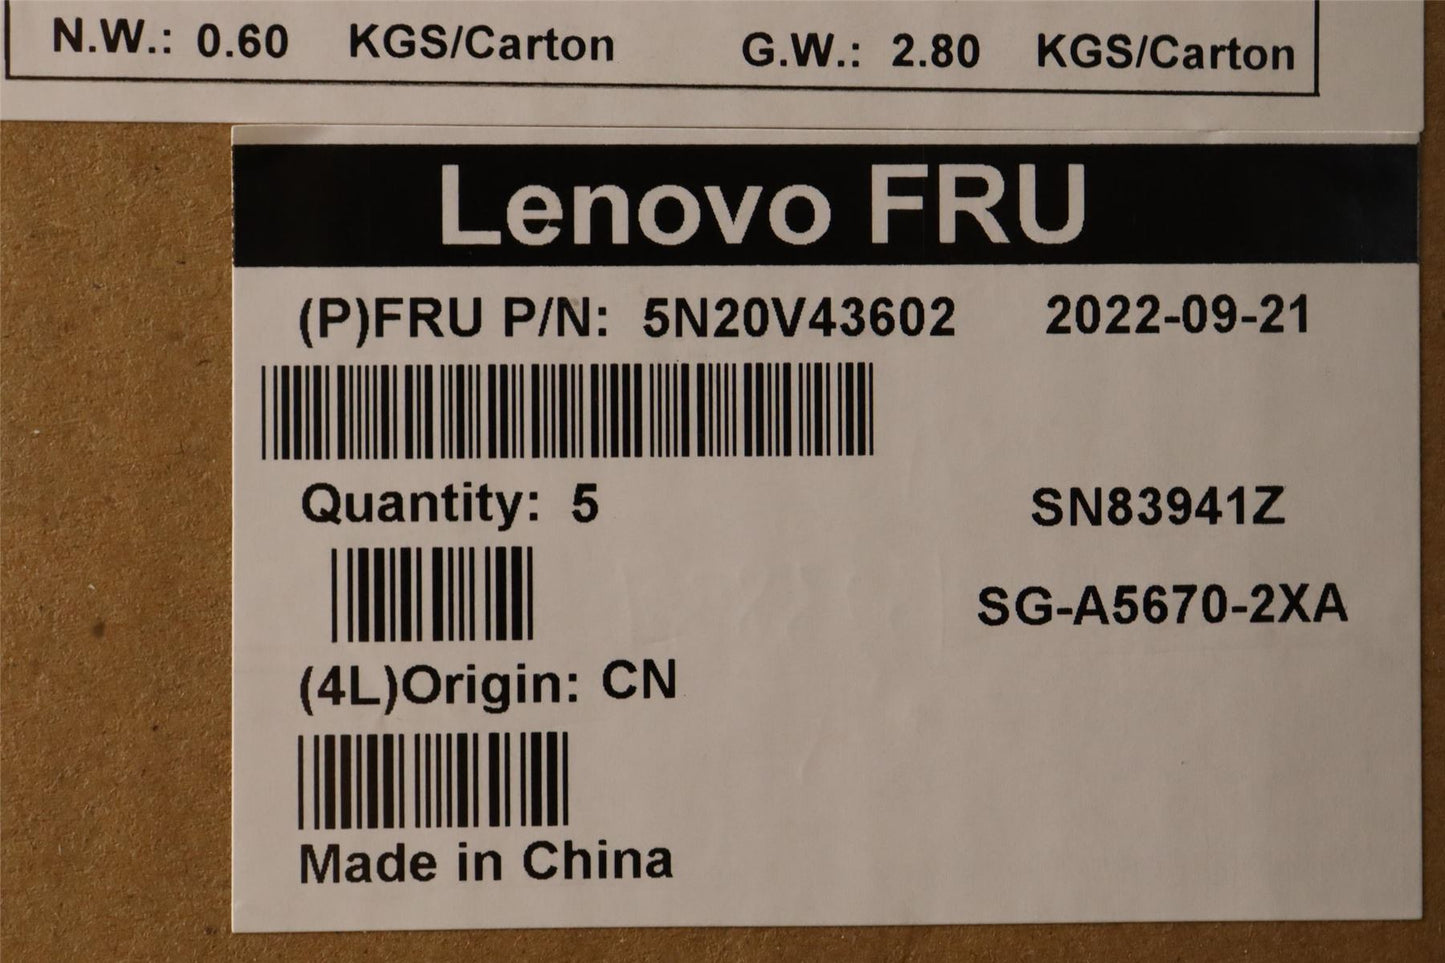 N.W.: 0.60 KGS/Carton G.W.: 2.80 KGS/Carton
Lenovo FRU
(P)FRU P/N: 5N20V43602 2022-09-21
Quantity: 5 SN83941Z
SG-A5670-2XA
(4L)Origin: CN
Made in China